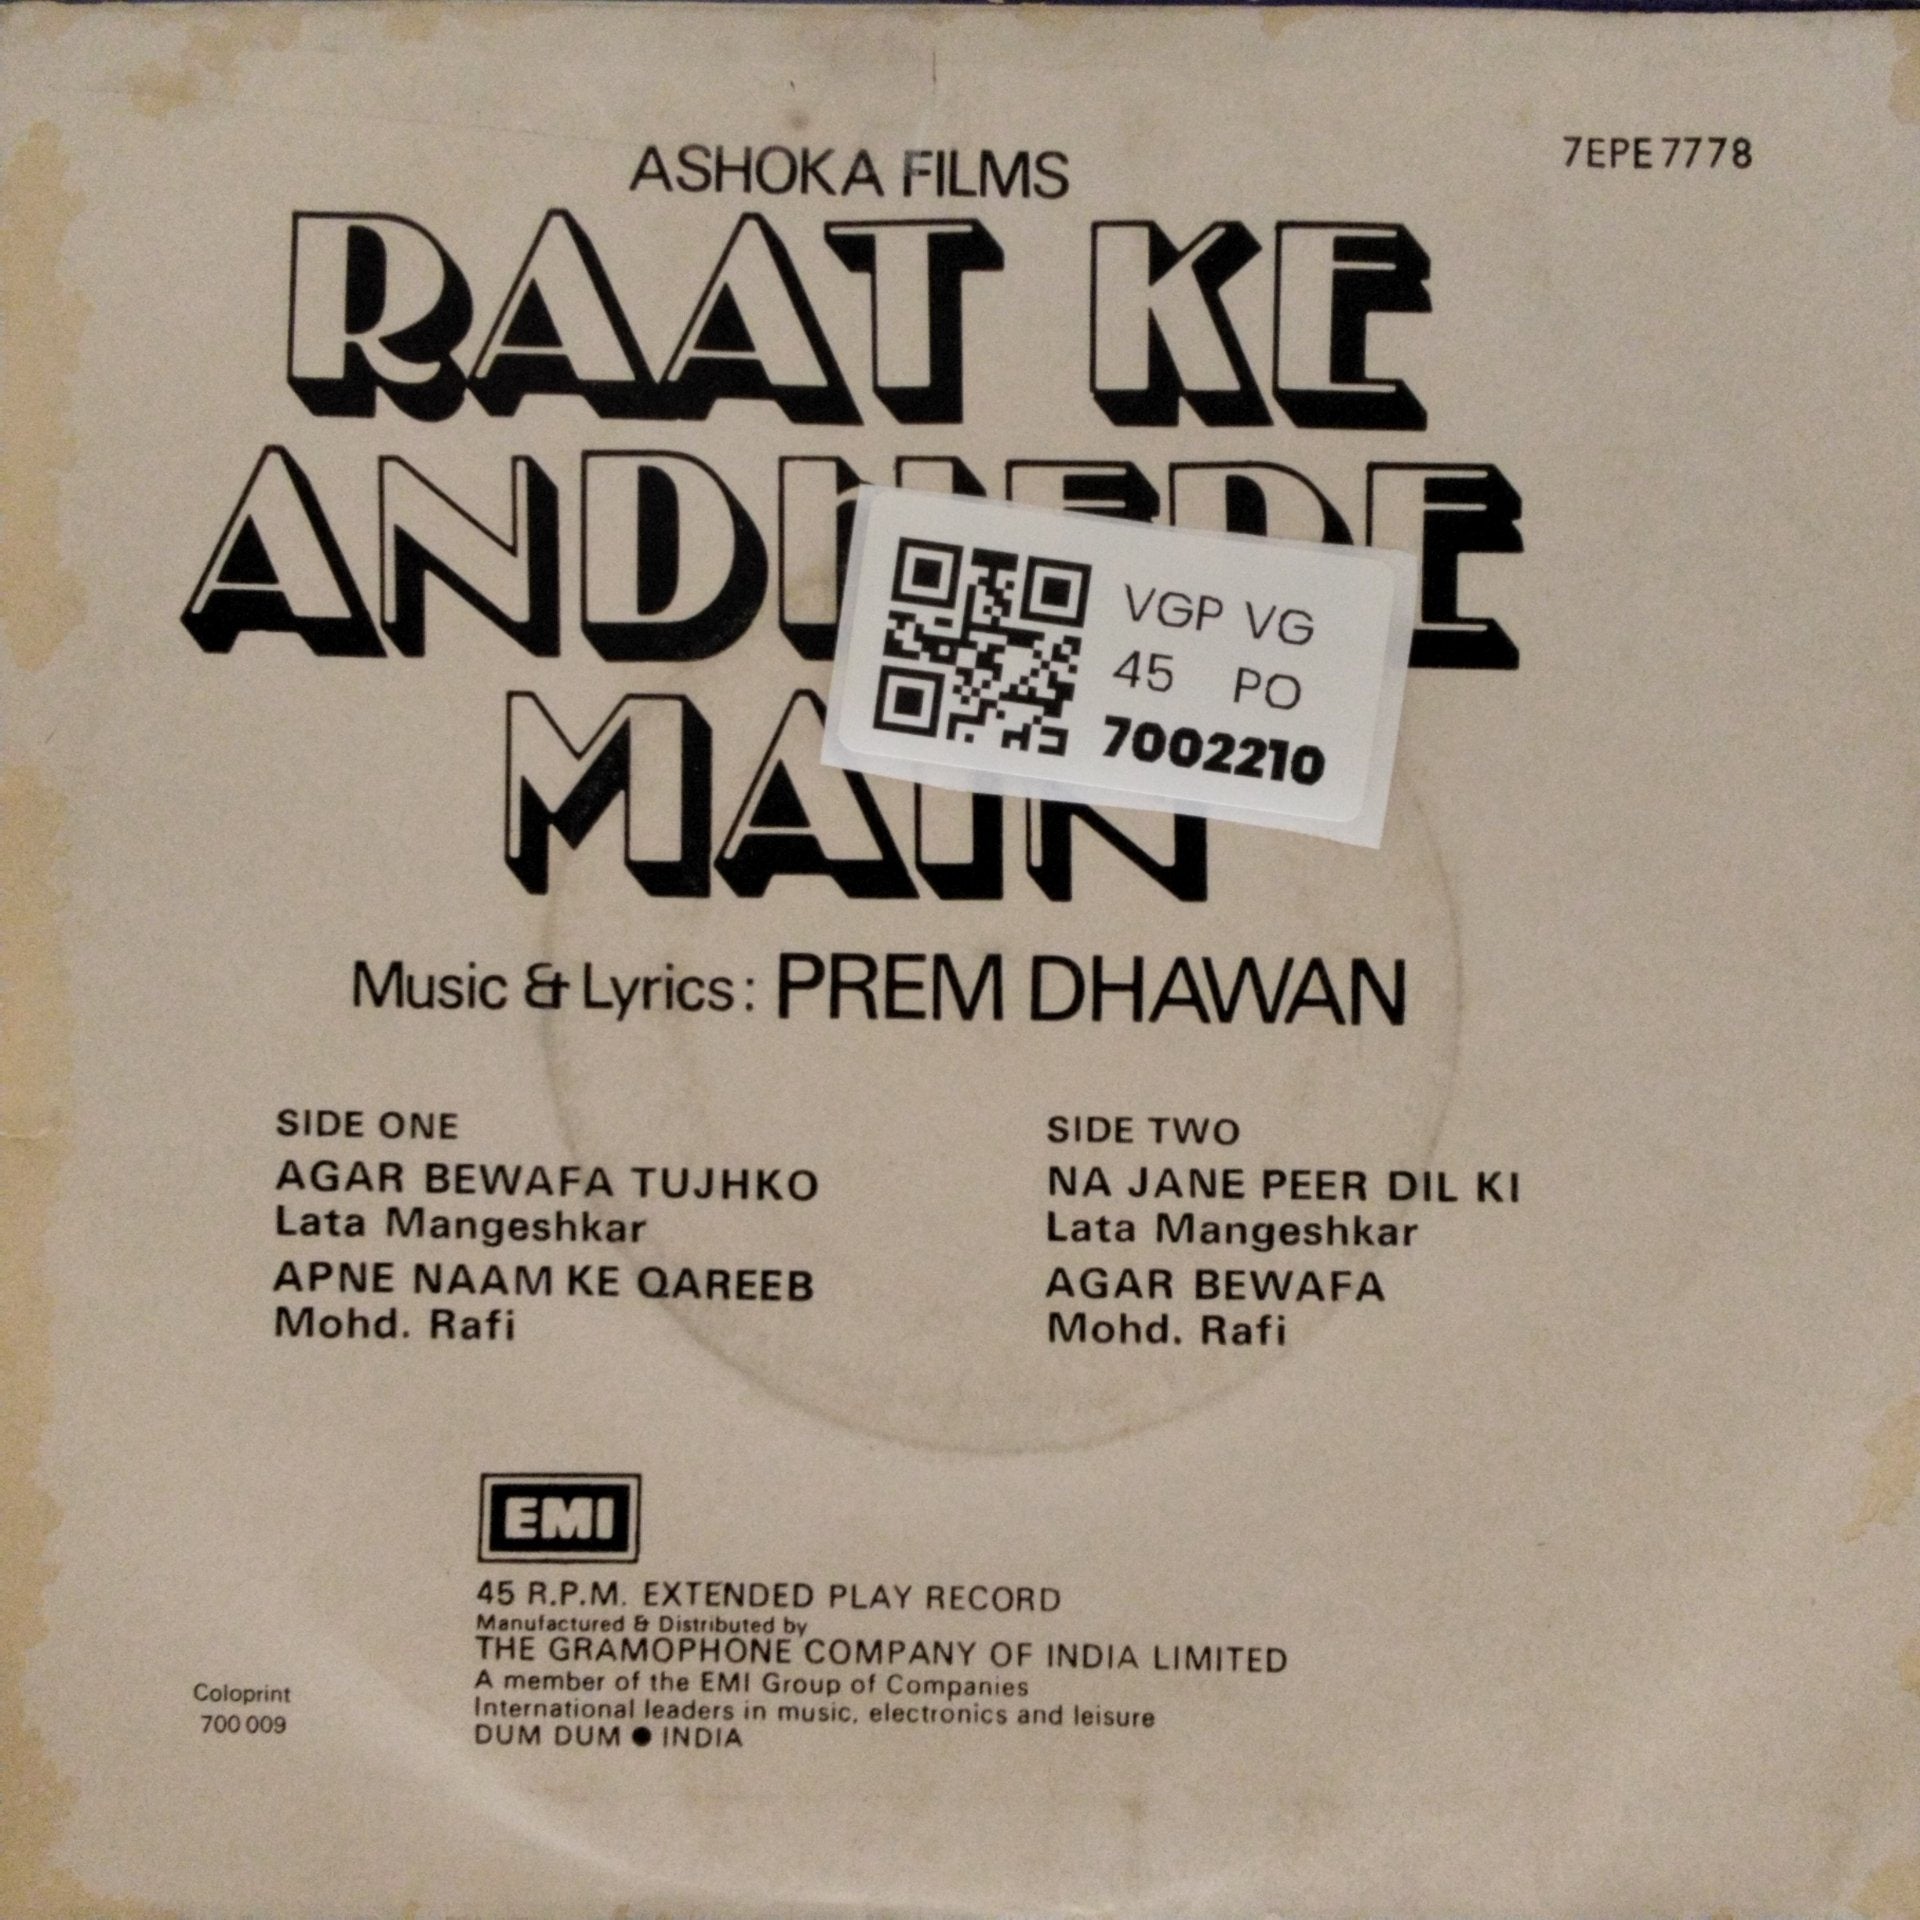 7EPE 7778
ASHOKA FILMS
RAAT KE
ANDHERE
MAIN
VGP VG
45 PO
7002210
Music & Lyrics: PREM DHAWAN
SIDE ONE
AGAR BEWAFA TUJHKO
Lata Mangeshkar
APNE NAAM KE QAREEB
Mohd. Rafi
SIDE TWO
NA JANE PEER DIL KI
Lata Mangeshkar
AGAR BEWAFA
Mohd. Rafi
EMI
45 R.P.M. EXTENDED PLAY RECORD
Manufactured & Distributed by
THE GRAMOPHONE COMPANY OF INDIA LIMITED
A member of the EMI Group of Companies
International leaders in music, electronics and leisure
DUM DUM ● INDIA
Coloprint
700 009